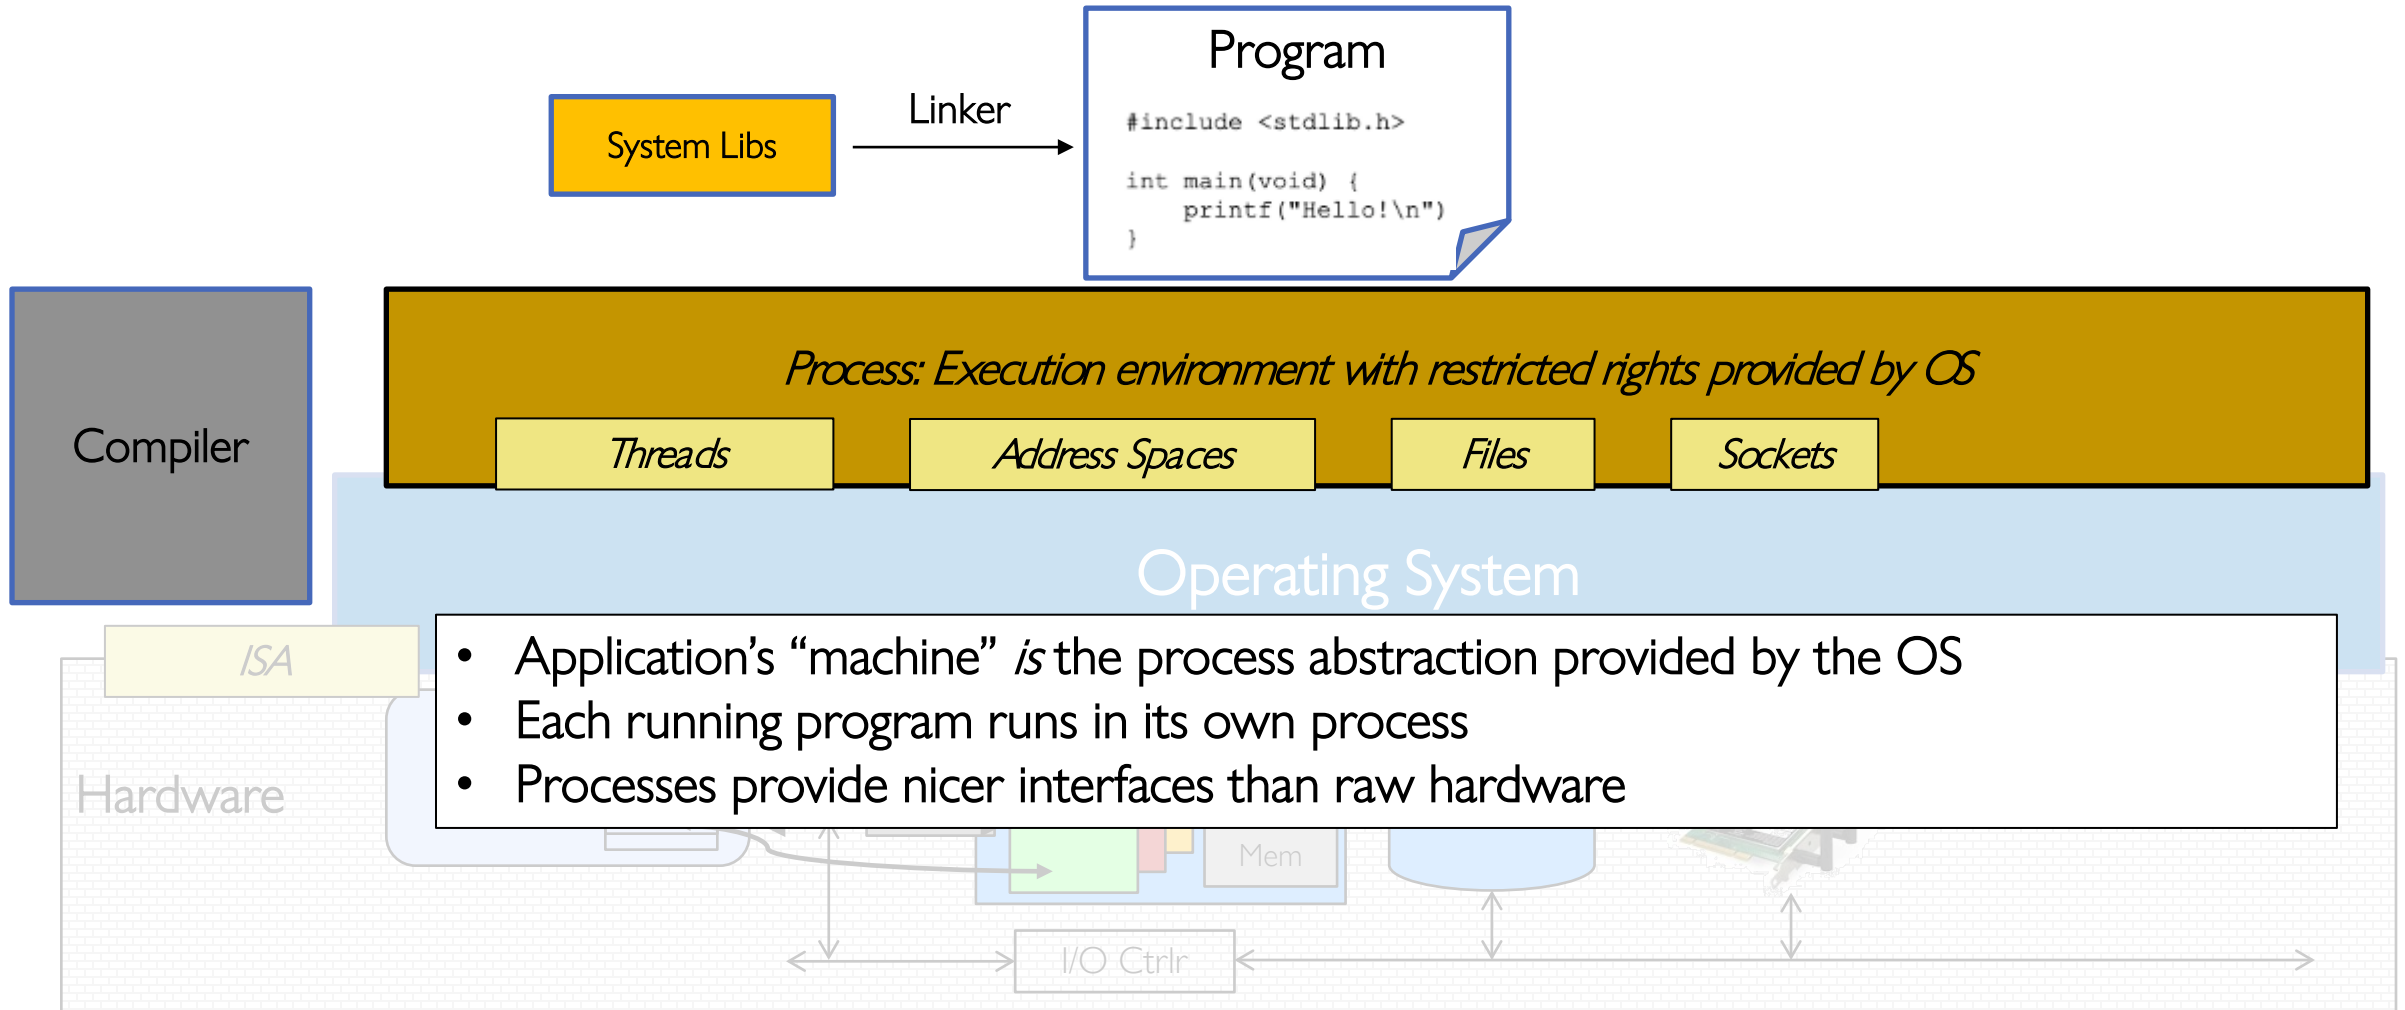 Program
#include <stdlib.h>
int main(void) {
printf("Hello!\n")
}
System Libs
Linker
Compiler
Process: Execution environment with restricted rights provided by OS
Threads
Address Spaces
Files
Sockets
Operating System
ISA
• Application’s “machine” is the process abstraction provided by the OS
• Each running program runs in its own process
• Processes provide nicer interfaces than raw hardware
Hardware
Mem
I/O Ctrlr